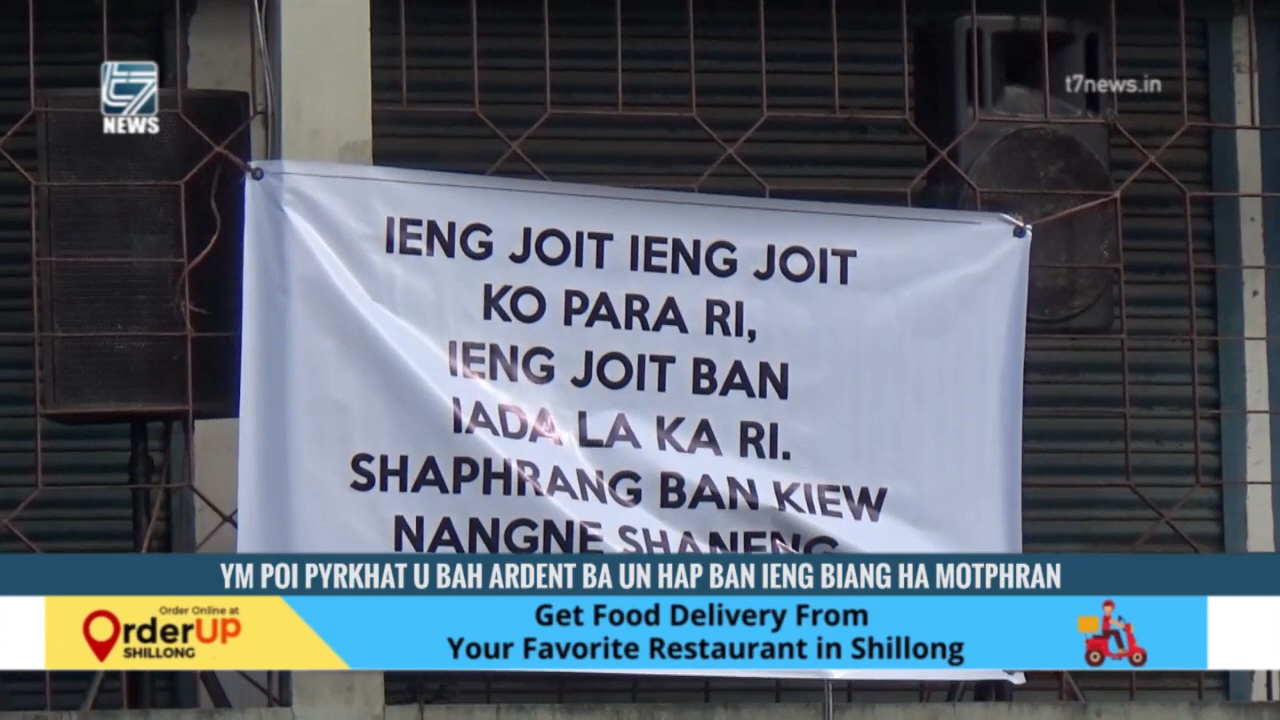 t7
NEWS
t7news.in
IENG JOIT IENG JOIT
KO PARA RI,
IENG JOIT BAN
IADA LA KA RI.
SHAPHRANG BAN KIEW
NANGNE SHANENG
YM POI PYRKHAT U BAH ARDENT BA UN HAP BAN IENG BIANG HA MOTPHRAN
Order Online at
OrderUP
SHILLONG
Get Food Delivery From
Your Favorite Restaurant in Shillong